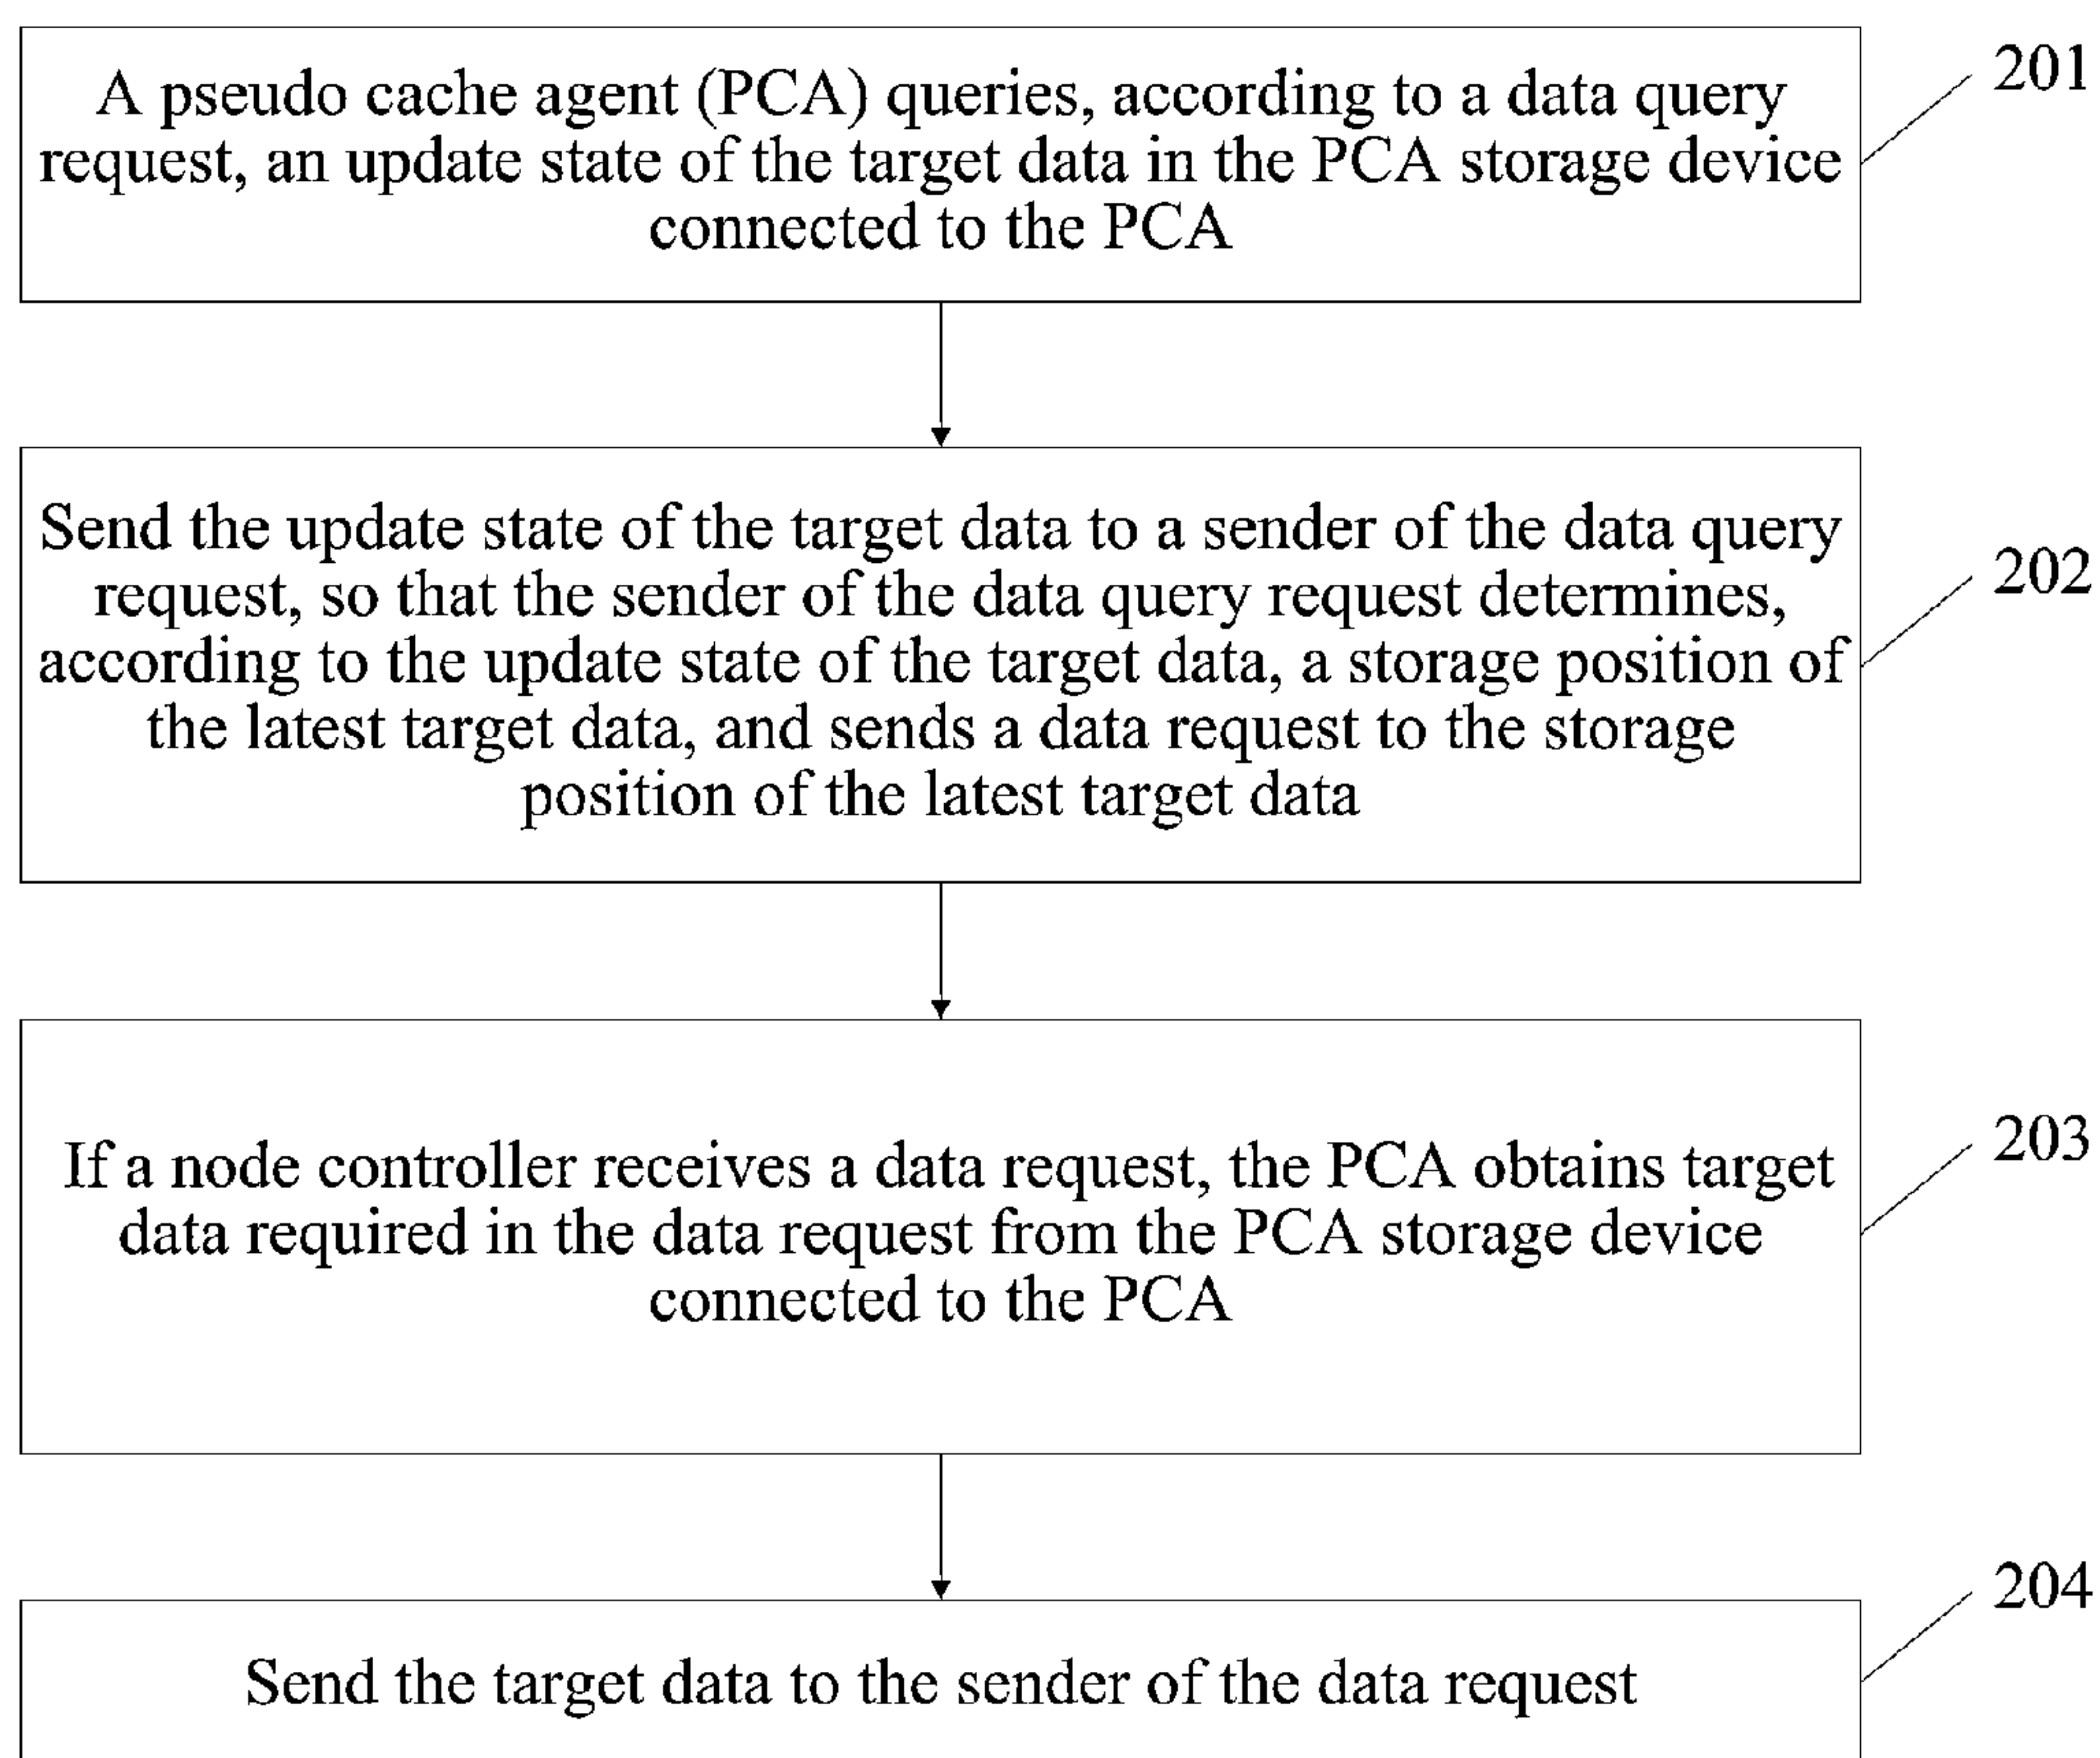 A pseudo cache agent (PCA) queries, according to a data query
request, an update state of the target data in the PCA storage device
connected to the PCA
201
Send the update state of the target data to a sender of the data query
request, so that the sender of the data query request determines,
according to the update state of the target data, a storage position of
the latest target data, and sends a data request to the storage
position of the latest target data
202
If a node controller receives a data request, the PCA obtains target
data required in the data request from the PCA storage device
connected to the PCA
203
Send the target data to the sender of the data request
204